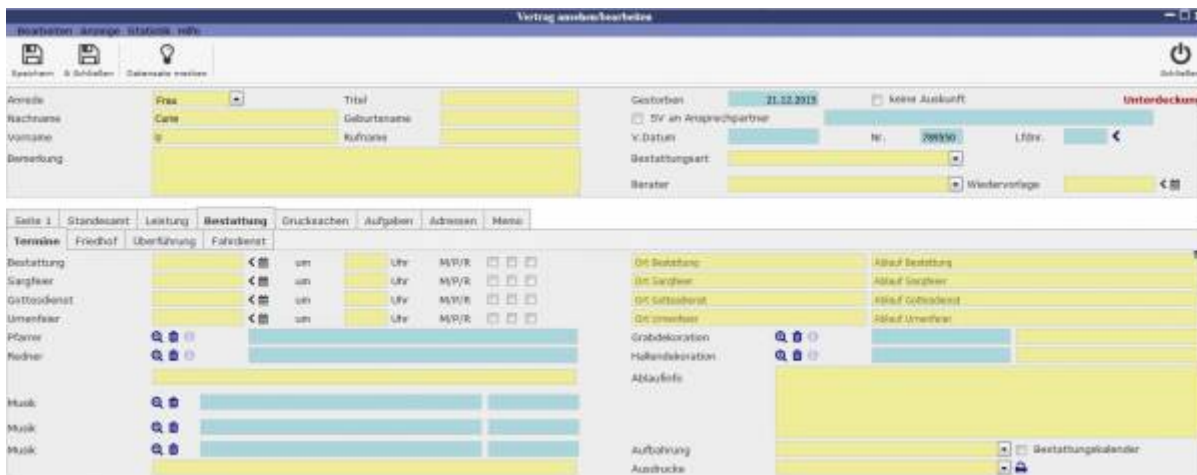 Vertrag ansehen/bearbeiten
Bearbeiten Anzeige Statistik Hilfe
Speichern & Schließen Datensatz merken Schließen
Anrede Frau Titel Gestorben 21.12.2015 keine Auskunft Unterdeckun
Nachname Carie Geburtsname SV an Ansprechpartner
Vorname Rufname V.Datum Nr. Lfdnr.
Bemerkung Bestattungsart
Berater Wiedervorlage
Seite 1 Standesamt Leistung Bestattung Drucksachen Aufgaben Adressen Memo
Termine Friedhof Überführung Fahrdienst
Bestattung um Uhr M/P/R Ort Bestattung Ablauf Bestattung
Sargfeier um Uhr M/P/R Ort Sargfeier Ablauf Sargfeier
Gottesdienst um Uhr M/P/R Ort Gottesdienst Ablauf Gottesdienst
Urnenfeier um Uhr M/P/R Ort Urnenfeier Ablauf Urnenfeier
Pfarrer Grabdekoration
Redner Hallendekoration
Ablaufinfo
Musik
Musik
Musik Aufbahrung Bestattungskalender
Ausdrucke